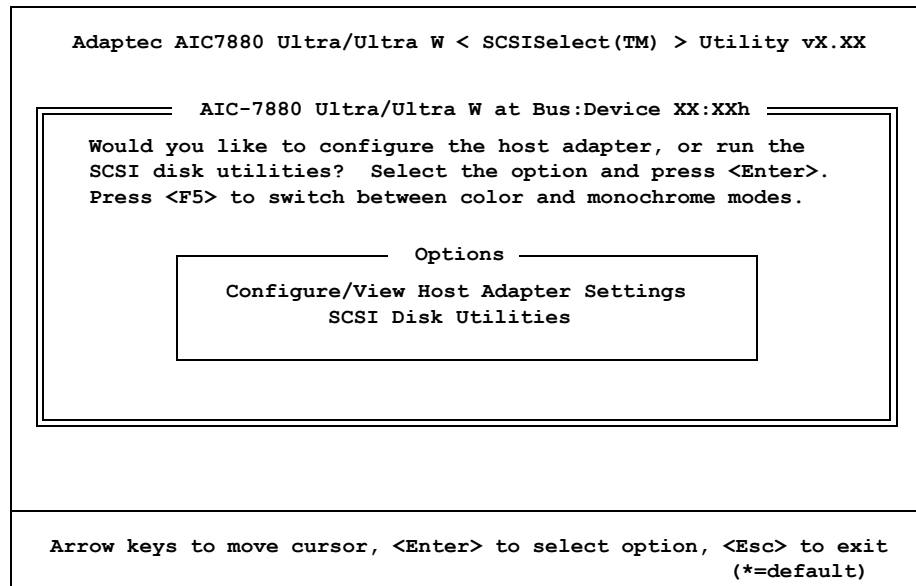 Adaptec AIC7880 Ultra/Ultra W < SCSISelect(TM) > Utility vX.XX
AIC-7880 Ultra/Ultra W at Bus:Device XX:XXh
Would you like to configure the host adapter, or run the
SCSI disk utilities? Select the option and press <Enter>.
Press <F5> to switch between color and monochrome modes.
Options
Configure/View Host Adapter Settings
SCSI Disk Utilities
Arrow keys to move cursor, <Enter> to select option, <Esc> to exit
(*=default)